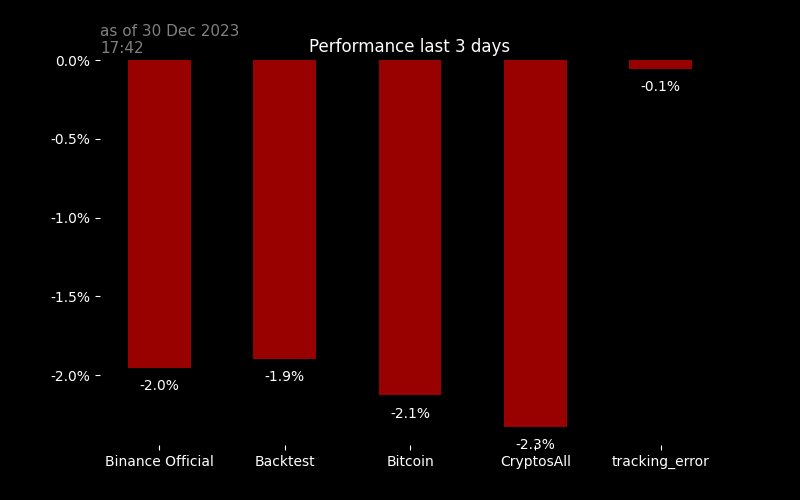 as of 30 Dec 2023
17:42
Performance last 3 days
0.0%
-0.5%
-1.0%
-1.5%
-2.0%
-2.0%
-1.9%
-2.1%
-2.3%
-0.1%
Binance Official
Backtest
Bitcoin
CryptosAll
tracking_error